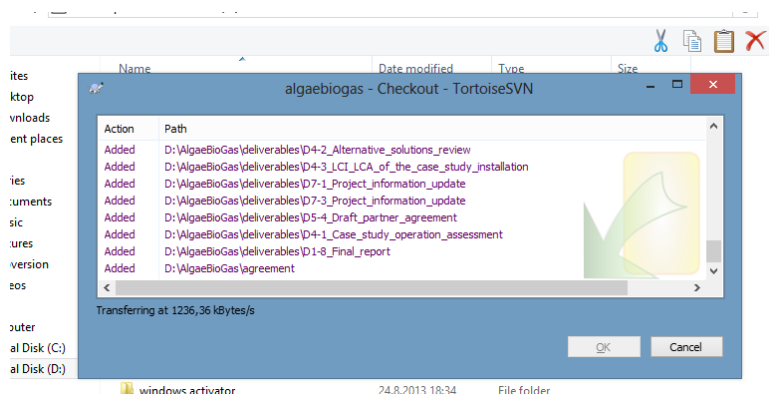 Name Date modified Type Size
algaebiogas - Checkout - TortoiseSVN
Action Path
Added D:\AlgaeBioGas\deliverables\D4-2_Alternative_solutions_review
Added D:\AlgaeBioGas\deliverables\D4-3_LCI_LCA_of_the_case_study_installation
Added D:\AlgaeBioGas\deliverables\D7-1_Project_information_update
Added D:\AlgaeBioGas\deliverables\D7-3_Project_information_update
Added D:\AlgaeBioGas\deliverables\D5-4_Draft_partner_agreement
Added D:\AlgaeBioGas\deliverables\D4-1_Case_study_operation_assessment
Added D:\AlgaeBioGas\deliverables\D1-8_Final_report
Added D:\AlgaeBioGas\agreement
Transferring at 1236,36 kBytes/s
OK Cancel
ites
ktop
vnloads
ent places
ries
uments
sic
tures
version
eos
puter
al Disk (C:)
al Disk (D:)
windows activator 24.8.2013 18:34 File folder